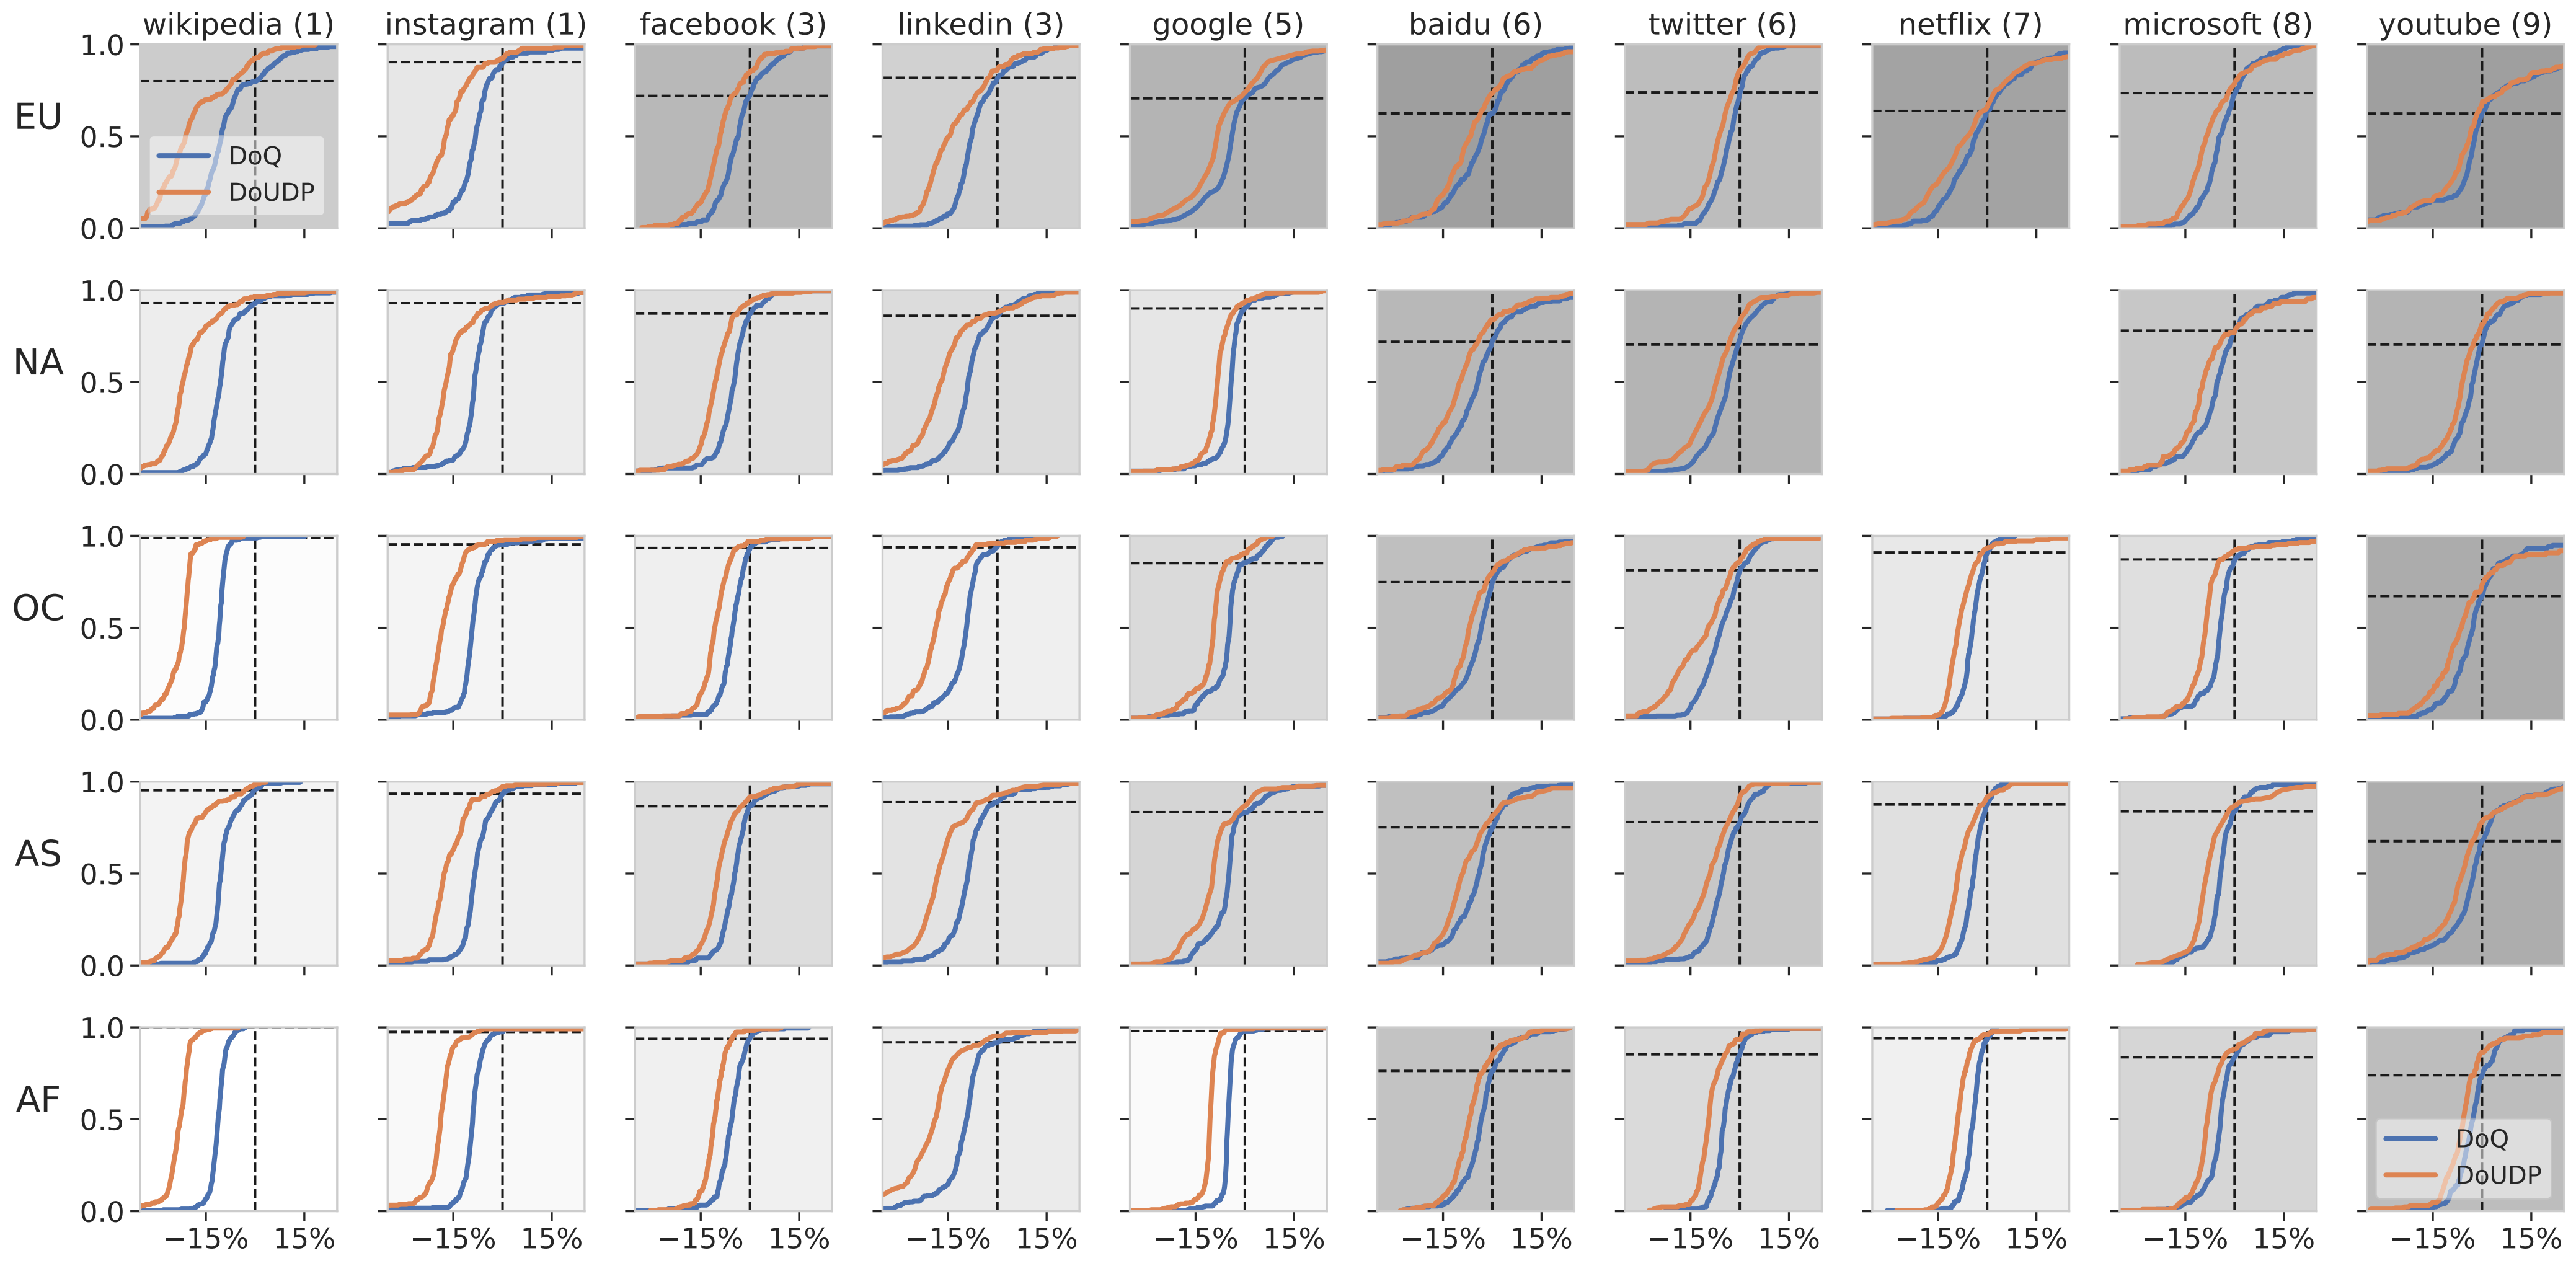 wikipedia (1) instagram (1) facebook (3) linkedin (3) google (5) baidu (6) twitter (6) netflix (7) microsoft (8) youtube (9)
EU
1.0
0.5
0.0
DoQ
DoUDP
NA
1.0
0.5
0.0
OC
1.0
0.5
0.0
AS
1.0
0.5
0.0
AF
1.0
0.5
0.0
DoQ
DoUDP
−15% 15% −15% 15% −15% 15% −15% 15% −15% 15% −15% 15% −15% 15% −15% 15% −15% 15% −15% 15%